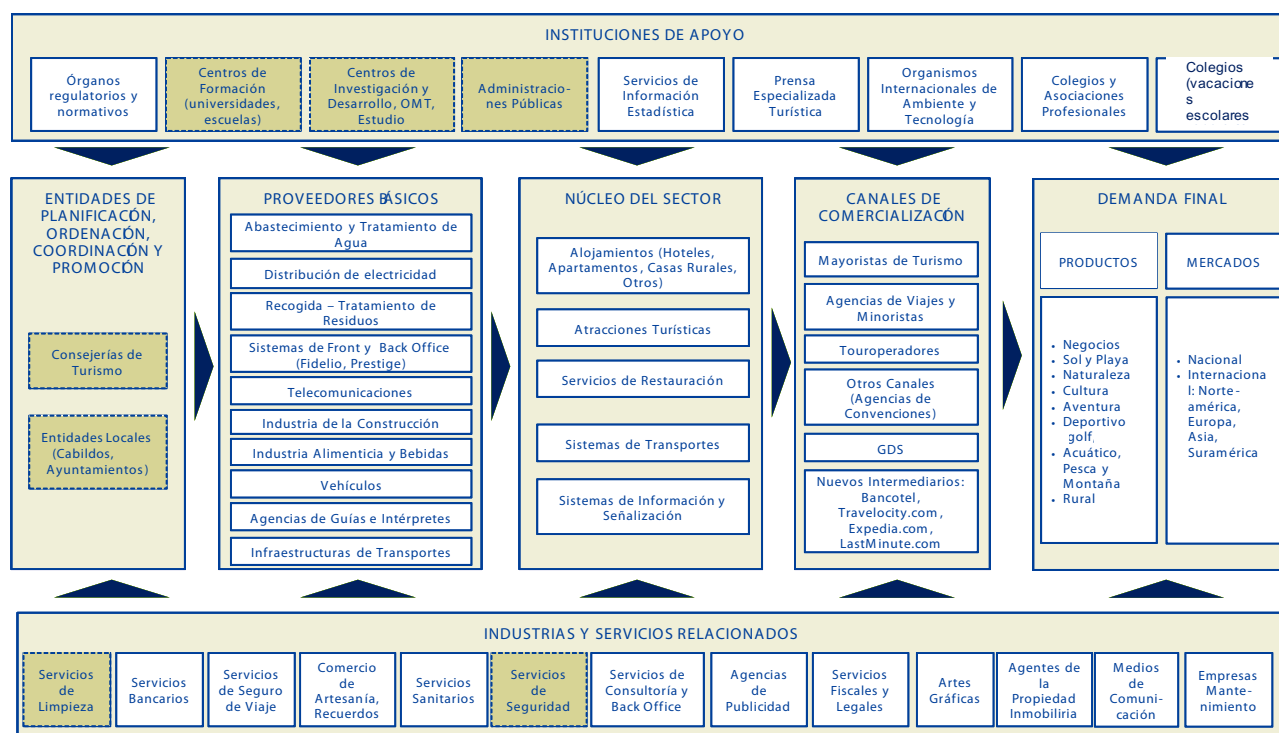 INSTITUCIONES DE APOYO
Órganos
regulatorios y
normativos
Centros de
Formación
(universidades,
escuelas)
Centros de
Investigación y
Desarrollo, OMT,
Estudio
Administracio-
nes Públicas
Servicios de
Información
Estadística
Prensa
Especializada
Turística
Organismos
Internacionales de
Ambiente y
Tecnología
Colegios y
Asociaciones
Profesionales
Colegios
(vacacione
s
escolares
ENTIDADES DE
PLANIFICACIÓN,
ORDENACIÓN,
COORDINACIÓN Y
PROMOCIÓN
Consejerías de
Turismo
Entidades Locales
(Cabildos,
Ayuntamientos)
PROVEEDORES BÁSICOS
Abastecimiento y Tratamiento de
Agua
Distribución de electricidad
Recogida – Tratamiento de
Residuos
Sistemas de Front y Back Office
(Fidelio, Prestige)
Telecomunicaciones
Industria de la Construcción
Industria Alimenticia y Bebidas
Vehículos
Agencias de Guías e Intérpretes
Infraestructuras de Transportes
NÚCLEO DEL SECTOR
Alojamientos (Hoteles,
Apartamentos, Casas Rurales,
Otros)
Atracciones Turísticas
Servicios de Restauración
Sistemas de Transportes
Sistemas de Información y
Señalización
CANALES DE
COMERCIALIZACIÓN
Mayoristas de Turismo
Agencias de Viajes y
Minoristas
Touroperadores
Otros Canales
(Agencias de
Convenciones)
GDS
Nuevos Intermediarios:
Bancotel,
Travelocity.com,
Expedia.com,
LastMinute.com
DEMANDA FINAL
PRODUCTOS
• Negocios
• Sol y Playa
• Naturaleza
• Cultura
• Aventura
• Deportivo
golf,
• Acuático,
Pesca y
Montaña
• Rural
MERCADOS
• Nacional
• Internaciona
l: Norte-
américa,
Europa,
Asia,
Suramérica
INDUSTRIAS Y SERVICIOS RELACIONADOS
Servicios
de
Limpieza
Servicios
Bancarios
Servicios
de Seguro
de Viaje
Comercio
de
Artesanía,
Recuerdos
Servicios
Sanitarios
Servicios
de
Seguridad
Servicios de
Consultoría y
Back Office
Agencias
de
Publicidad
Servicios
Fiscales y
Legales
Artes
Gráficas
Agentes de
la
Propiedad
Inmobiliria
Medios
de
Comuni-
cación
Empresas
Mante-
nimiento